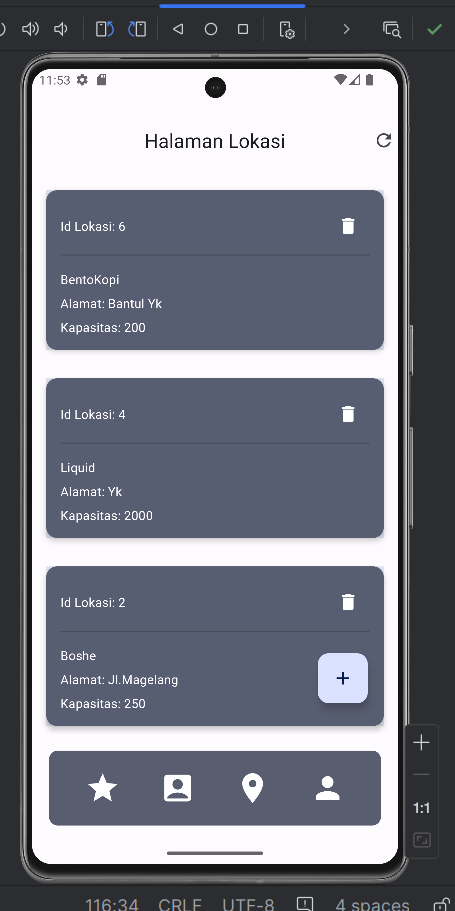 11:53
Halaman Lokasi
Id Lokasi: 6
BentoKopi
Alamat: Bantul Yk
Kapasitas: 200
Id Lokasi: 4
Liquid
Alamat: Yk
Kapasitas: 2000
Id Lokasi: 2
Boshe
Alamat: Jl.Magelang
Kapasitas: 250
1:1
116:34 CRLF UTF-8 4 spaces